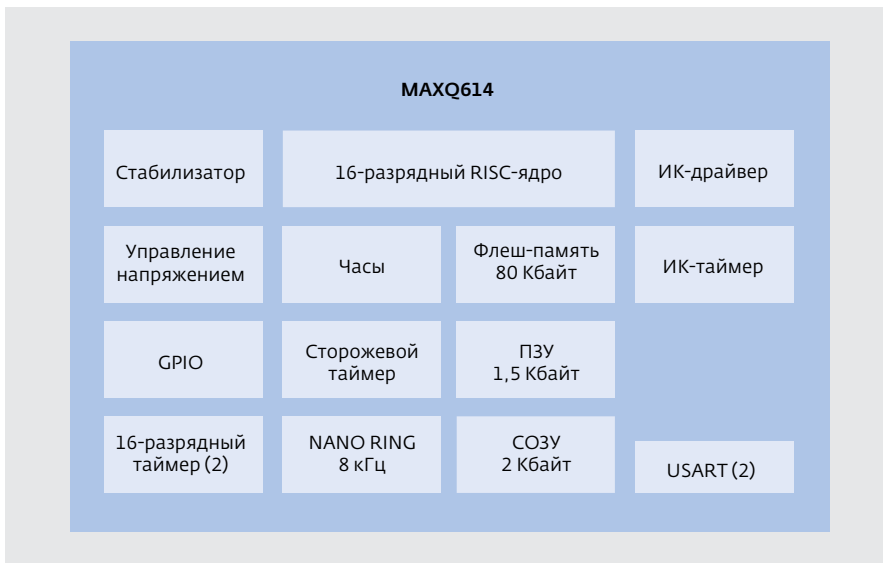 MAXQ614
Стабилизатор
16-разрядный RISC-ядро
ИК-драйвер
Управление
напряжением
Часы
Флеш-память
80 Кбайт
ИК-таймер
GPIO
Сторожевой
таймер
ПЗУ
1,5 Кбайт
16-разрядный
таймер (2)
NANO RING
8 кГц
СОЗУ
2 Кбайт
USART (2)